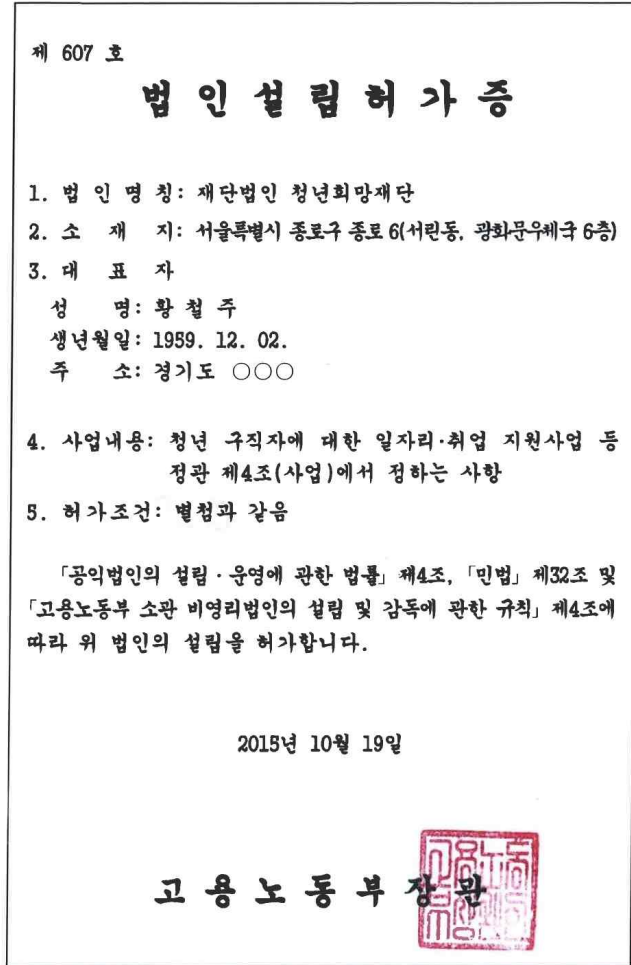 제 607 호
법 인 설 립 허 가 증
1. 법 인 명 칭: 재단법인 청년희망재단
2. 소 재 지: 서울특별시 종로구 종로 6(서린동, 광화문우체국 6층)
3. 대 표 자
성 명: 황 철 주
생년월일: 1959. 12. 02.
주 소: 경기도 ○○○
4. 사업내용: 청년 구직자에 대한 일자리·취업 지원사업 등
정관 제4조(사업)에서 정하는 사항
5. 허가조건: 별첨과 같음
「공익법인의 설립·운영에 관한 법률」 제4조, 「민법」 제32조 및
「고용노동부 소관 비영리법인의 설립 및 감독에 관한 규칙」 제4조에
따라 위 법인의 설립을 허가합니다.
2015년 10월 19일
고 용 노 동 부 장 관